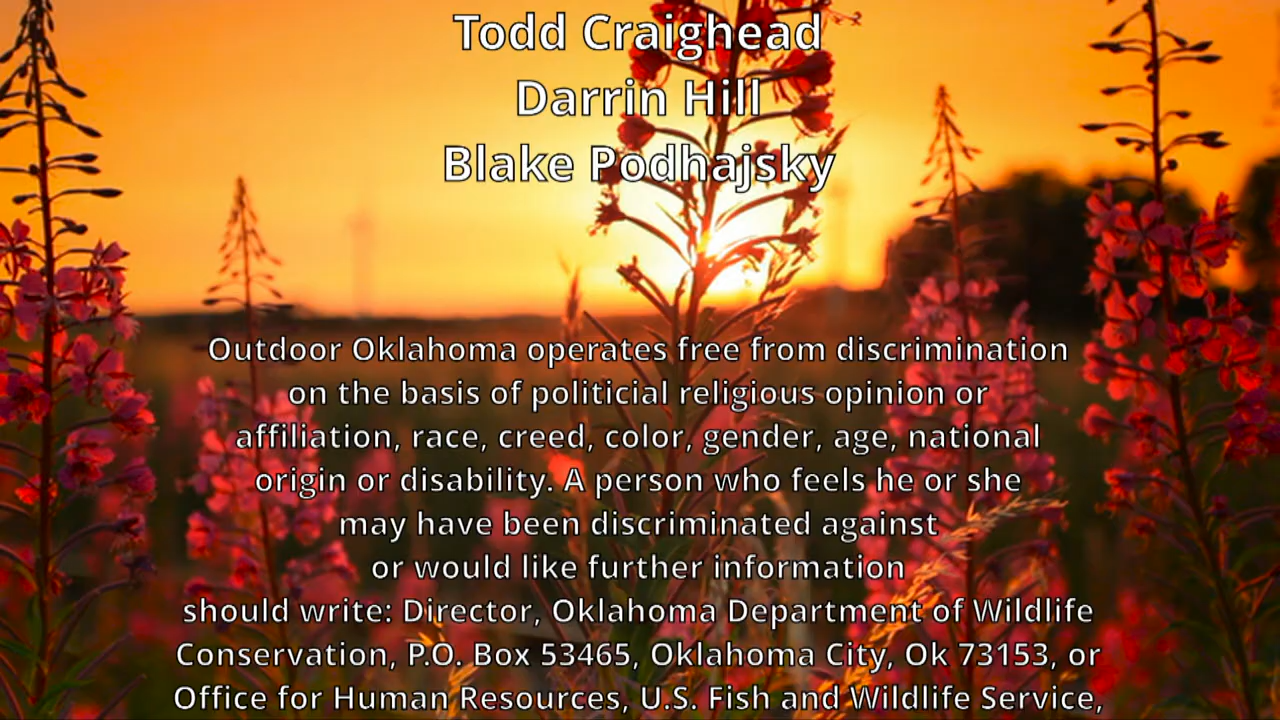 Todd Craighead
Darrin Hill
Blake Podhajsky
Outdoor Oklahoma operates free from discrimination
on the basis of politicial religious opinion or
affiliation, race, creed, color, gender, age, national
origin or disability. A person who feels he or she
may have been discriminated against
or would like further information
should write: Director, Oklahoma Department of Wildlife
Conservation, P.O. Box 53465, Oklahoma City, Ok 73153, or
Office for Human Resources, U.S. Fish and Wildlife Service,